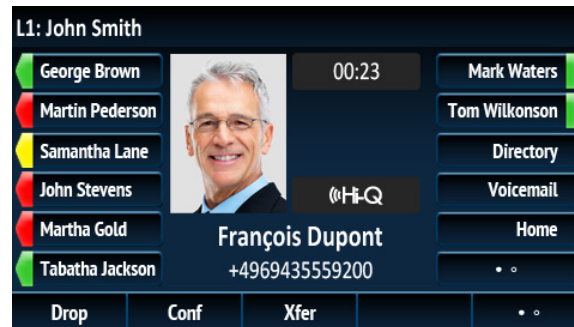 L1: John Smith
George Brown
Martin Pederson
Samantha Lane
John Stevens
Martha Gold
Tabatha Jackson
00:23
Hi-Q
François Dupont
+4969435559200
Mark Waters
Tom Wilkonson
Directory
Voicemail
Home
Drop Conf Xfer